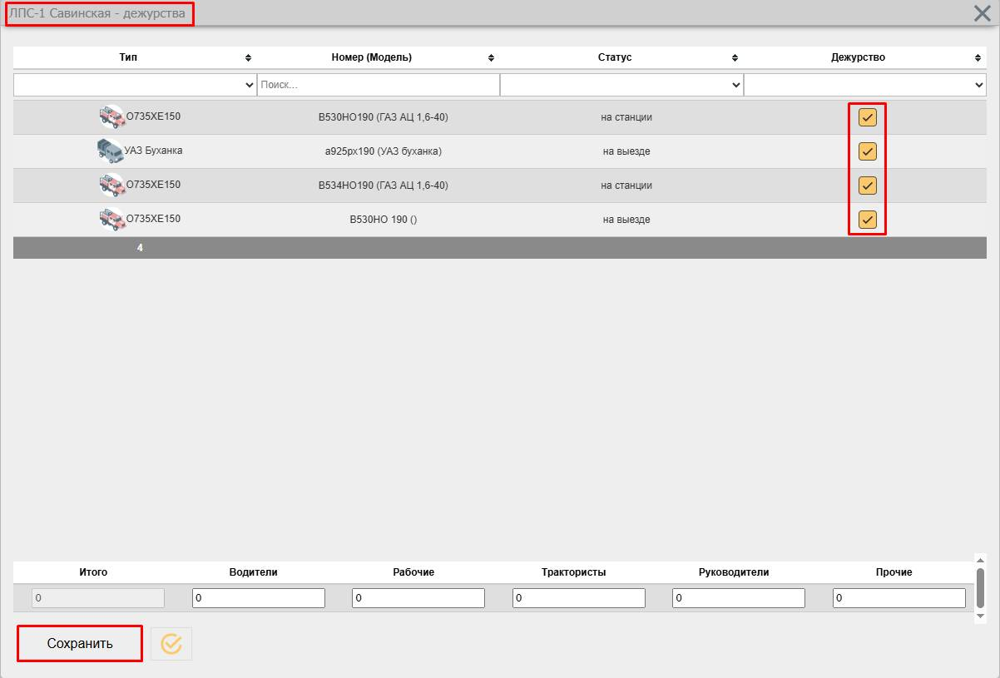 ЛПС-1 Савинская - дежурства
Тип Номер (Модель) Статус Дежурство
Поиск...
О735ХЕ150 В530НО190 (ГАЗ АЦ 1,6-40) на станции
УАЗ Буханка а925рх190 (УАЗ буханка) на выезде
О735ХЕ150 В534НО190 (ГАЗ АЦ 1,6-40) на станции
О735ХЕ150 В530НО 190 () на выезде
4
Итого Водители Рабочие Трактористы Руководители Прочие
0 0 0 0 0 0
Сохранить